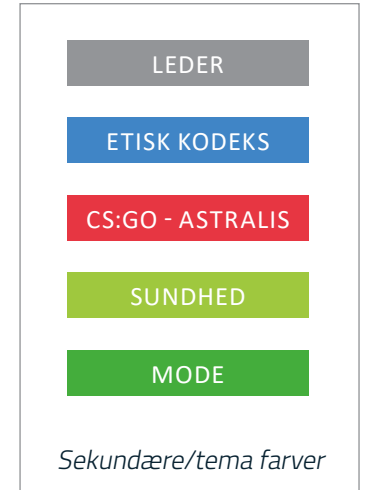 LEDER
ETISK KODEKS
CS:GO - ASTRALIS
SUNDHED
MODE
Sekundære/tema farver